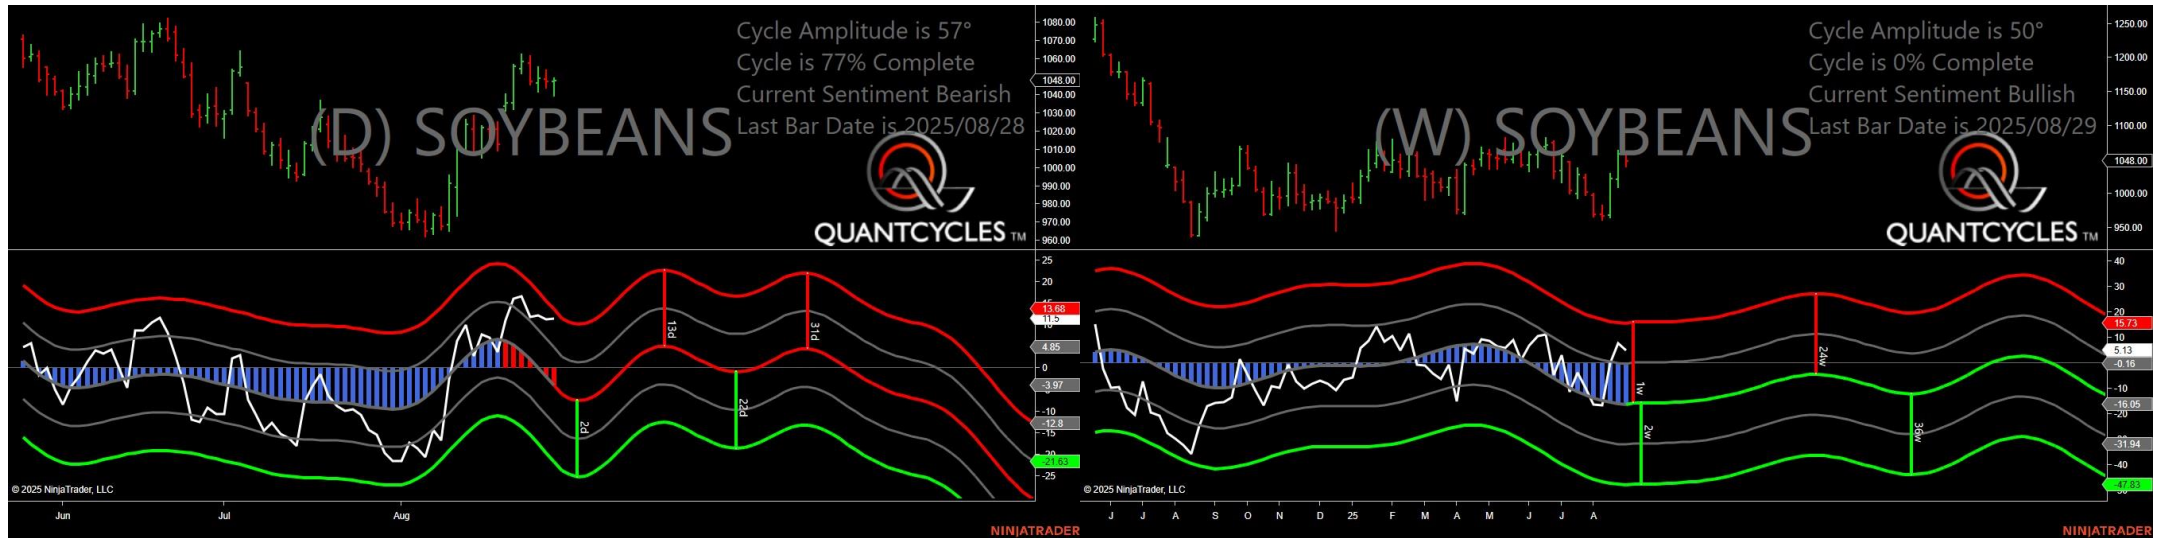 Cycle Amplitude is 57°
Cycle is 77% Complete
Current Sentiment Bearish
Last Bar Date is 2025/08/28
(D) SOYBEANS
QUANTCYCLES TM
1080.00
1070.00
1060.00
1048.00
1040.00
1030.00
1020.00
1010.00
1000.00
990.00
980.00
970.00
960.00
25
20
13.68
11.5
4.85
0
-3.97
-10
-12.8
-15
-21.63
-25
2d
13d
22d
31d
© 2025 NinjaTrader, LLC
Jun Jul Aug
NINJATRADER
Cycle Amplitude is 50°
Cycle is 0% Complete
Current Sentiment Bullish
Last Bar Date is 2025/08/29
(W) SOYBEANS
QUANTCYCLES TM
1250.00
1200.00
1150.00
1100.00
1048.00
1000.00
950.00
40
30
20
15.73
10
5.13
-0.16
-10
-16.05
-20
-31.94
-40
-47.83
1w
2w
24w
36w
© 2025 NinjaTrader, LLC
J J A S O N D 25 F M A M J J A
NINJATRADER